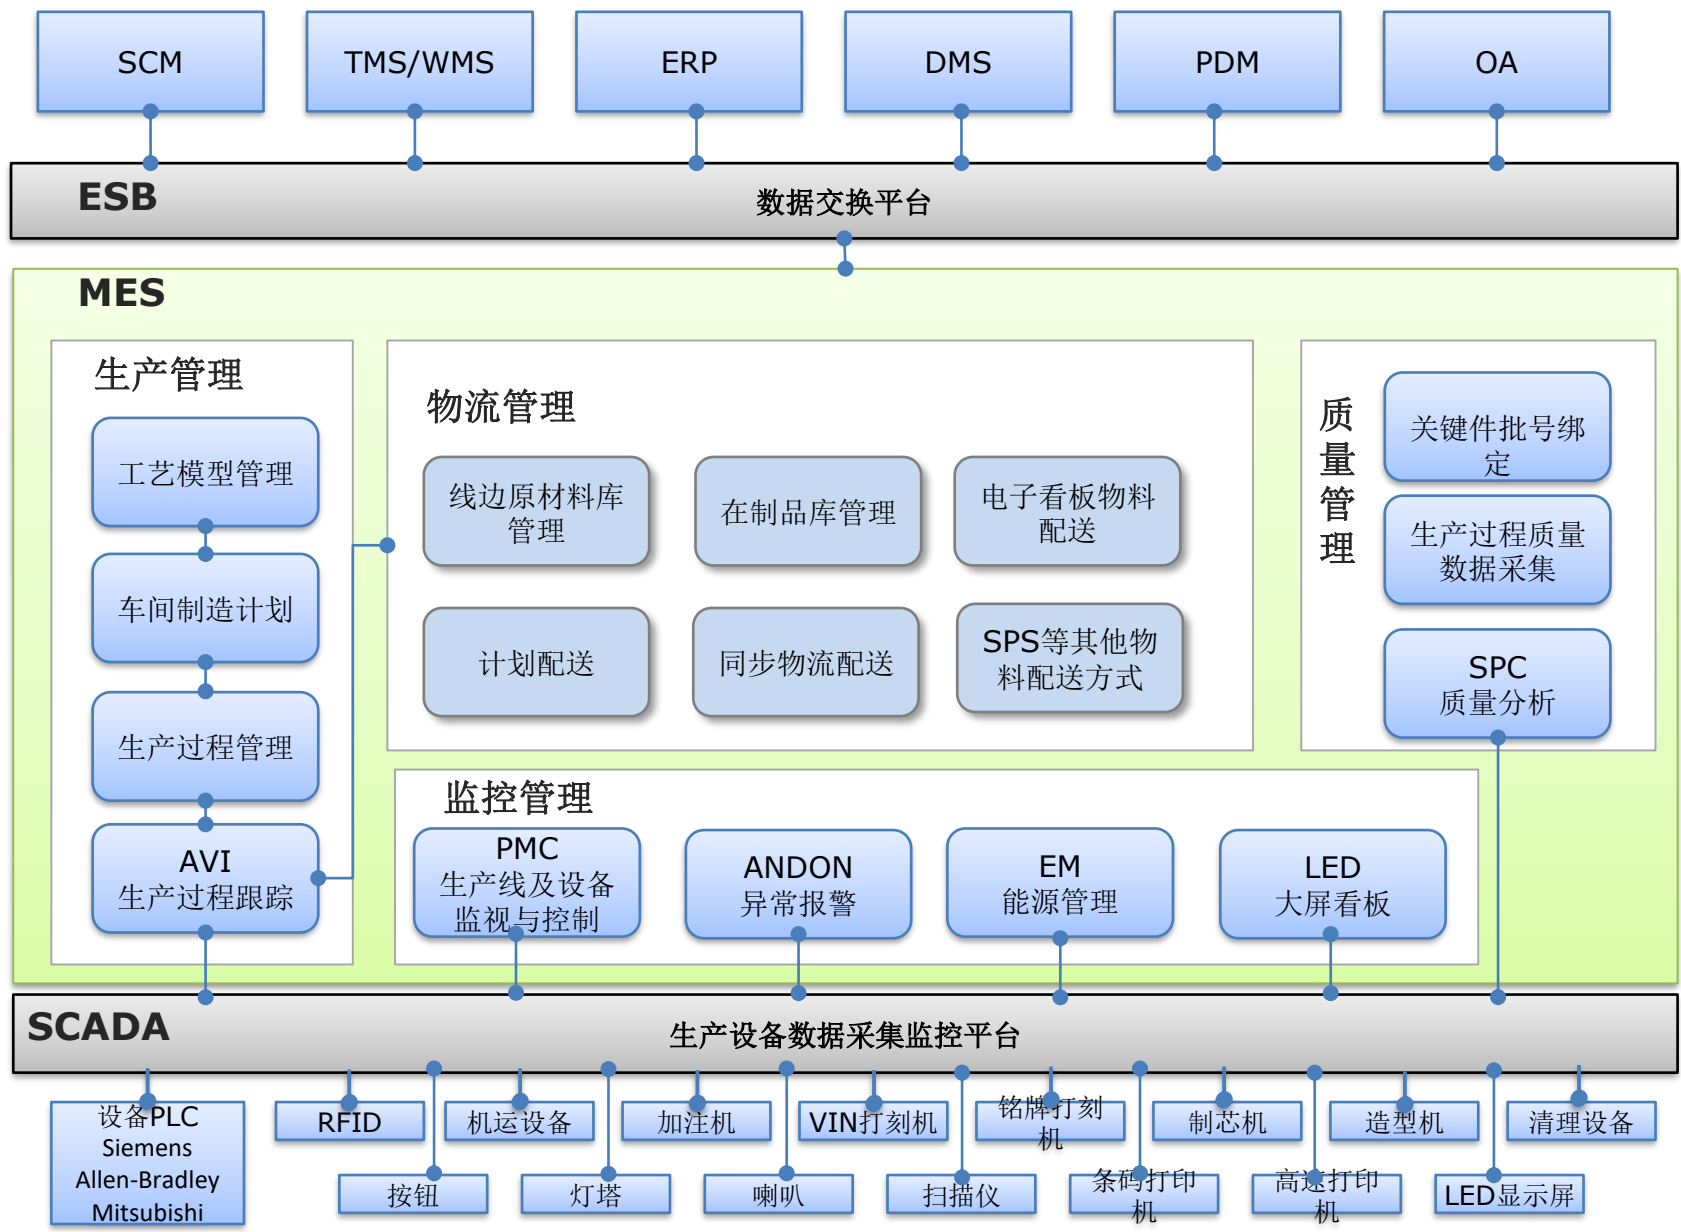 SCM
TMS/WMS
ERP
DMS
PDM
OA
ESB
数据交换平台
MES
生产管理
工艺模型管理
车间制造计划
生产过程管理
AVI
生产过程跟踪
物流管理
线边原材料库
管理
在制品库管理
电子看板物料
配送
计划配送
同步物流配送
SPS等其他物
料配送方式
质
量
管
理
关键件批号绑
定
生产过程质量
数据采集
SPC
质量分析
监控管理
PMC
生产线及设备
监视与控制
ANDON
异常报警
EM
能源管理
LED
大屏看板
SCADA
生产设备数据采集监控平台
设备PLC
Siemens
Allen-Bradley
Mitsubishi
RFID
机运设备
加注机
VIN打刻机
铭牌打刻
机
制芯机
造型机
清理设备
按钮
灯塔
喇叭
扫描仪
条码打印
机
高速打印
机
LED显示屏